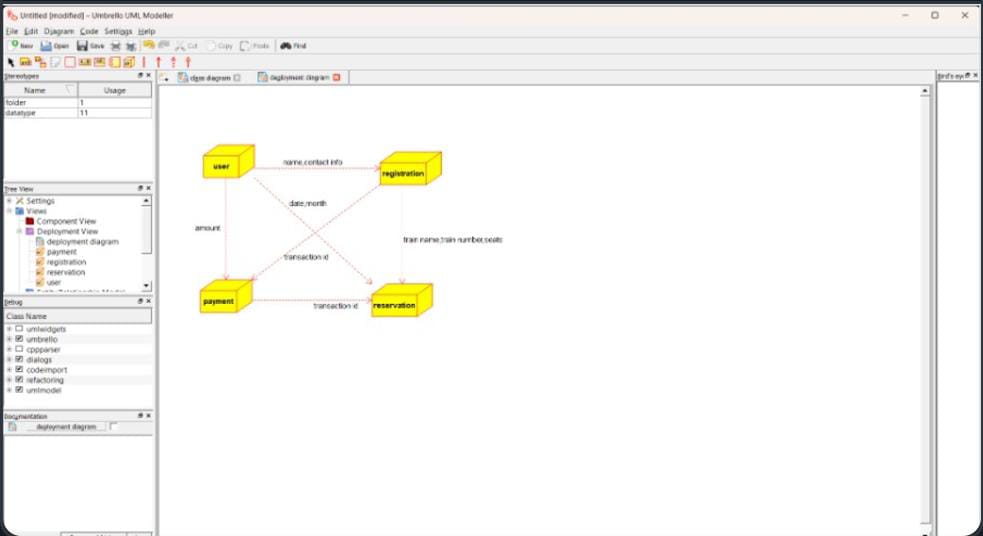 Untitled [modified] – Umbrello UML Modeller
File Edit Diagram Code Settings Help
New Open Save Cut Copy Paste Find
Stereotypes
Name Usage
folder 1
datatype 11
Tree View
Settings
Views
Component View
Deployment View
deployment diagram
payment
registration
reservation
user
Debug
Class Name
umlwidgets
umbrello
cppparser
dialogs
codeimport
refactoring
umlmodel
Documentation
deployment diagram
class diagram deployment diagram
user
name,contact info
registration
date,month
amount
train name,train number,seats
transaction id
payment
transaction id
reservation
Bird's eye